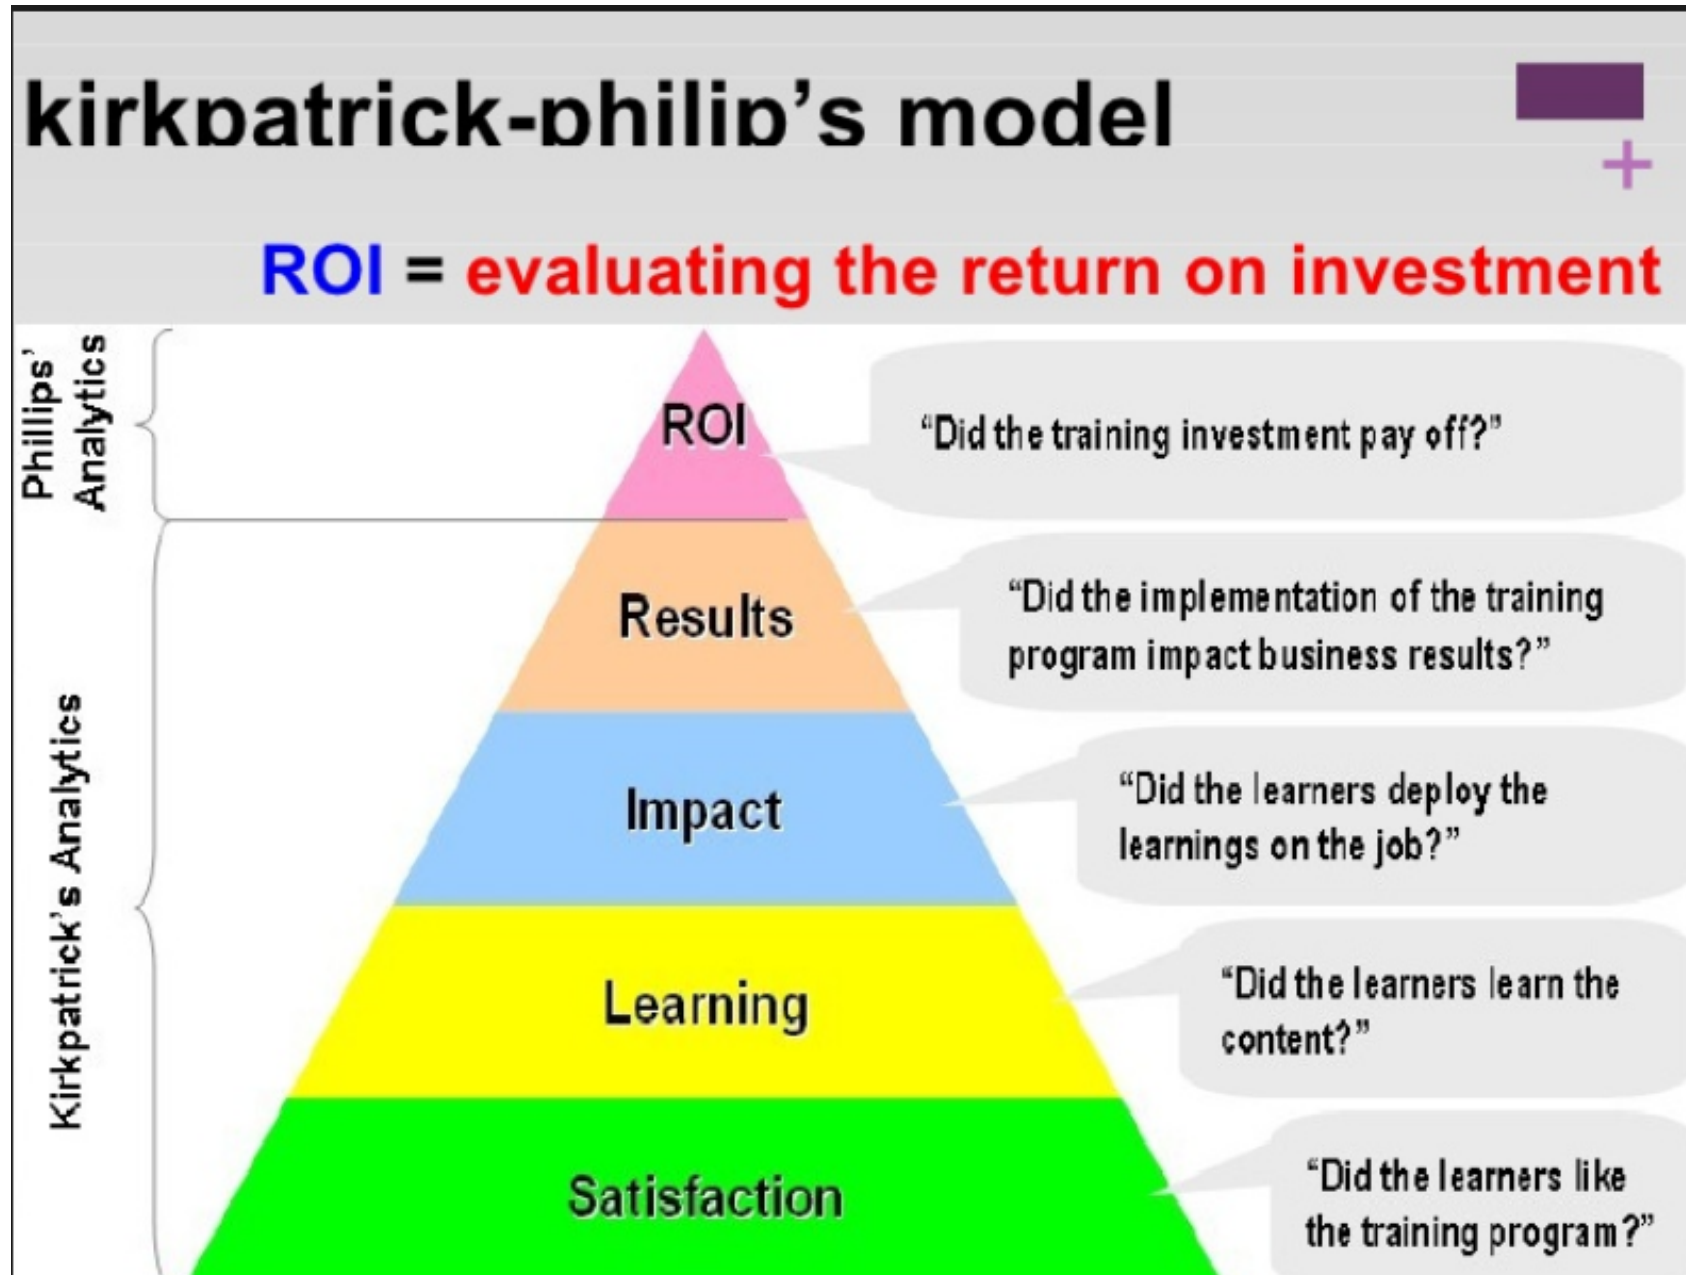 kirkpatrick-philip's model
+
ROI = evaluating the return on investment
Phillips'
Analytics
ROI
“Did the training investment pay off?”
Results
“Did the implementation of the training
program impact business results?”
Kirkpatrick's Analytics
Impact
“Did the learners deploy the
learnings on the job?”
Learning
“Did the learners learn the
content?”
Satisfaction
“Did the learners like
the training program?”